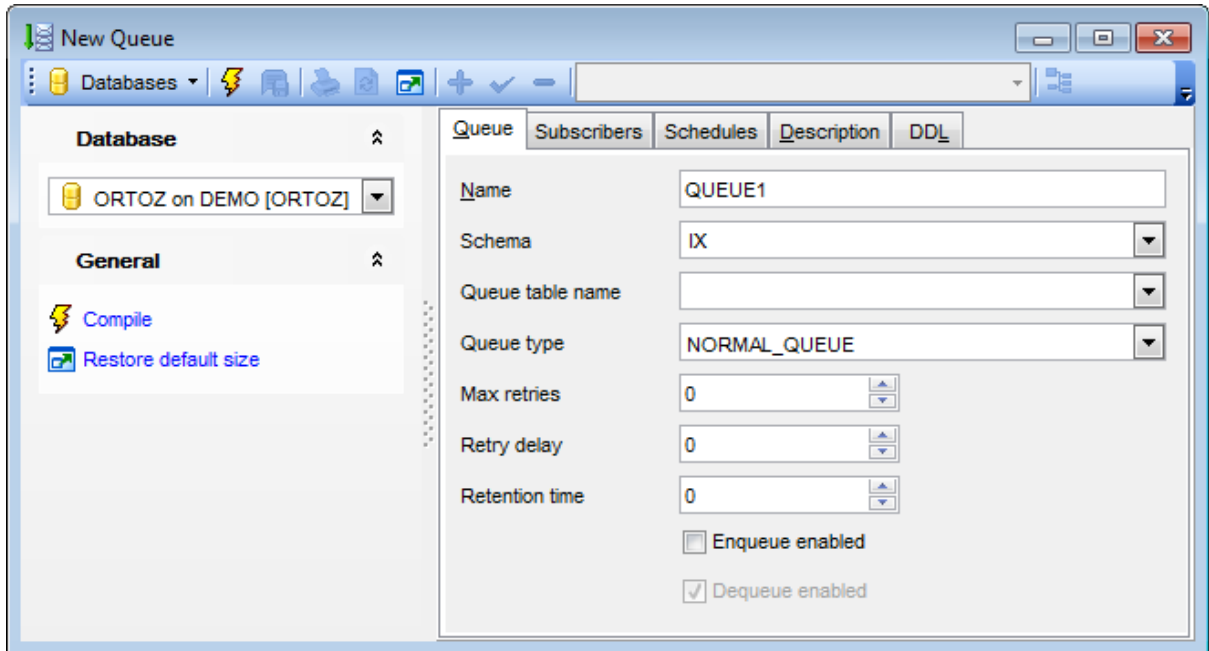 New Queue
Databases
Database
ORTOZ on DEMO [ORTOZ]
General
Compile
Restore default size
Queue Subscribers Schedules Description DDL
Name QUEUE1
Schema IX
Queue table name
Queue type NORMAL_QUEUE
Max retries 0
Retry delay 0
Retention time 0
Enqueue enabled
Dequeue enabled